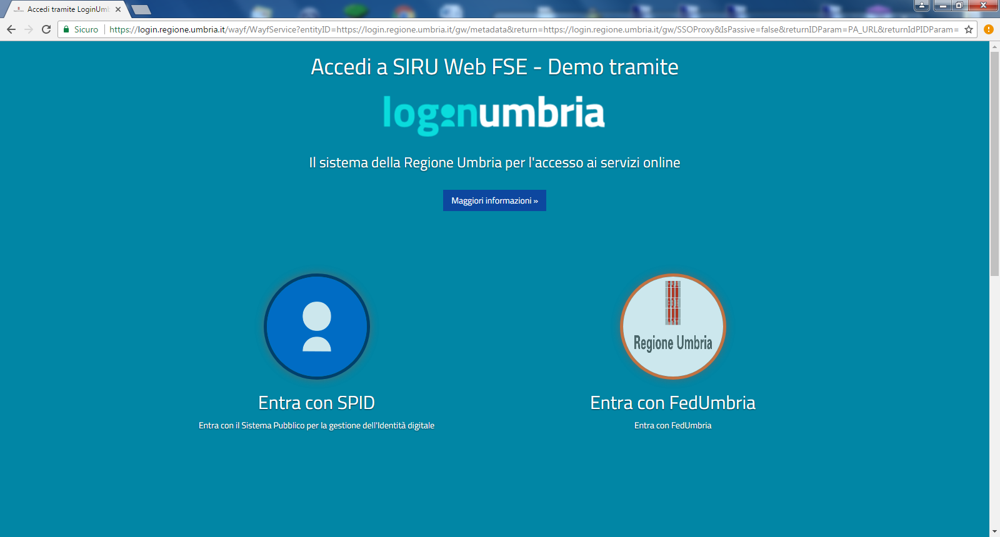 Accedi tramite LoginUmb
Sicuro
https://login.regione.umbria.it/wayf/WayfService?entityID=https://login.regione.umbria.it/gw/metadata&return=https://login.regione.umbria.it/gw/SSOProxy&IsPassive=false&returnIDParam=PA_URL&returnIdPIDParam=
Accedi a SIRU Web FSE - Demo tramite
loginumbria
Il sistema della Regione Umbria per l'accesso ai servizi online
Maggiori informazioni »
Regione Umbria
Entra con SPID
Entra con il Sistema Pubblico per la gestione dell'Identità digitale
Entra con FedUmbria
Entra con FedUmbria